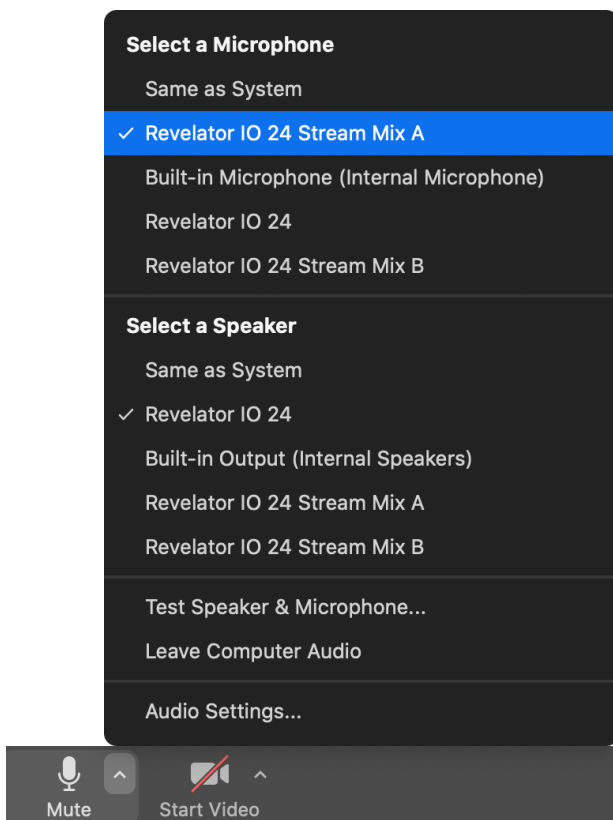 Select a Microphone
Same as System
✓ Revelator IO 24 Stream Mix A
Built-in Microphone (Internal Microphone)
Revelator IO 24
Revelator IO 24 Stream Mix B
Select a Speaker
Same as System
✓ Revelator IO 24
Built-in Output (Internal Speakers)
Revelator IO 24 Stream Mix A
Revelator IO 24 Stream Mix B
Test Speaker & Microphone...
Leave Computer Audio
Audio Settings...
Mute Start Video